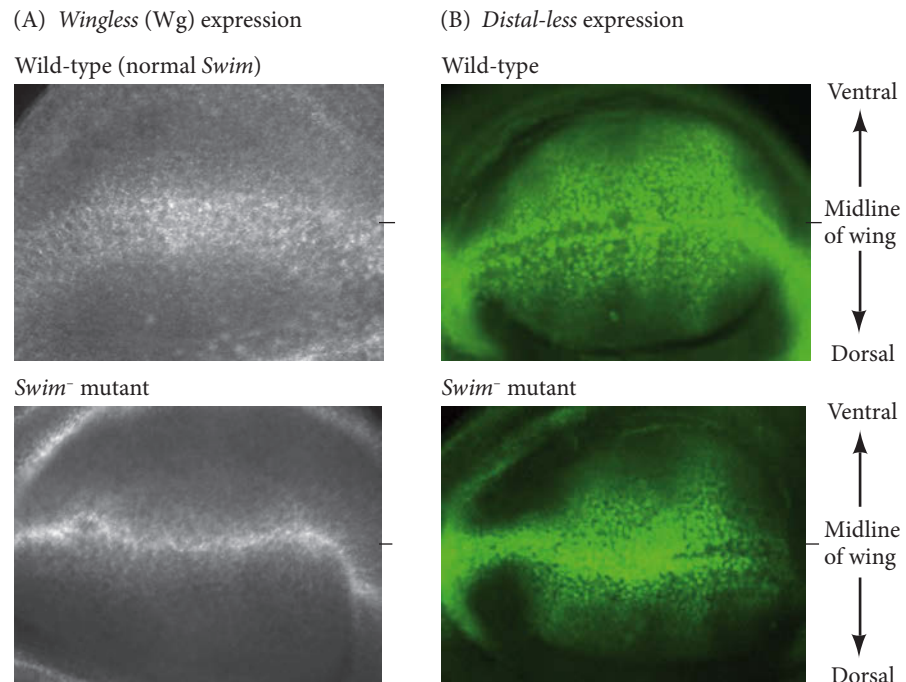 (A) Wingless (Wg) expression
Wild-type (normal Swim)
Swim⁻ mutant
(B) Distal-less expression
Wild-type
Ventral
Midline
of wing
Dorsal
Swim⁻ mutant
Ventral
Midline
of wing
Dorsal